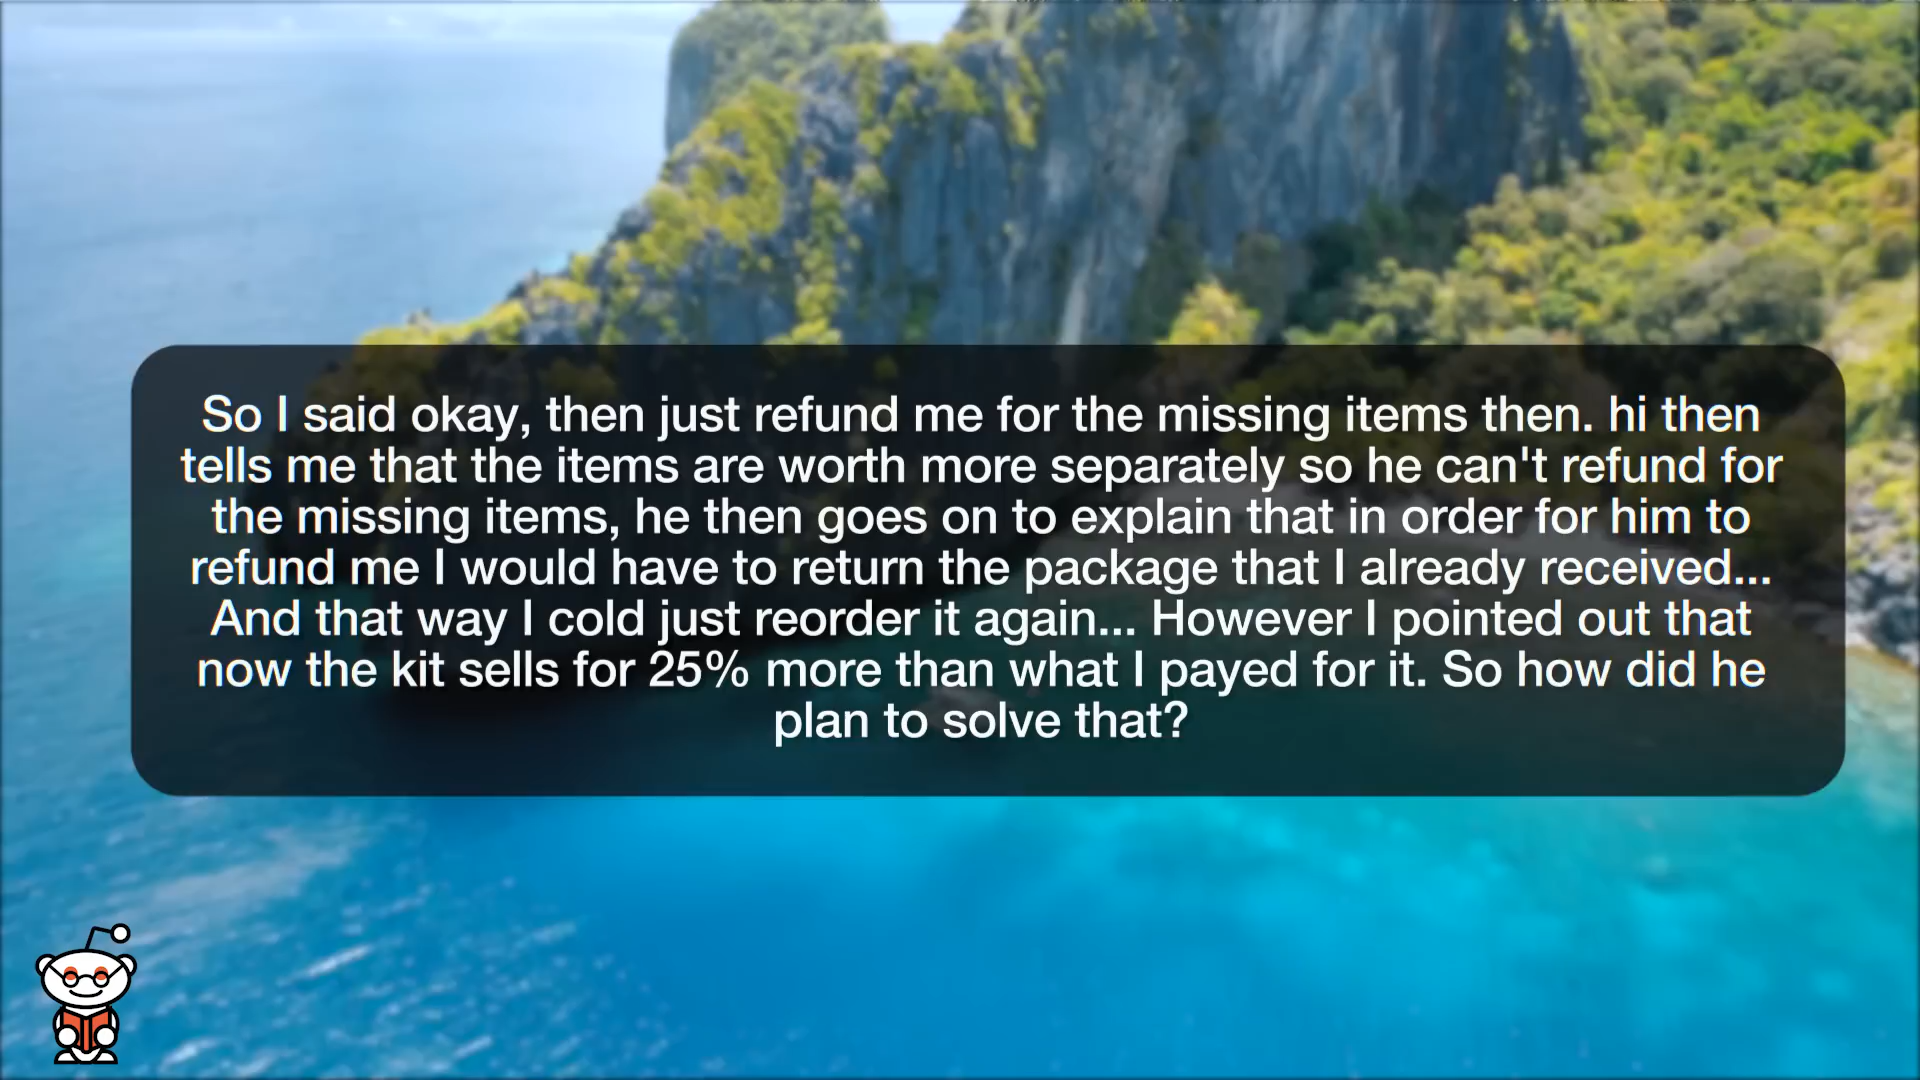 So I said okay, then just refund me for the missing items then. hi then
tells me that the items are worth more separately so he can't refund for
the missing items, he then goes on to explain that in order for him to
refund me I would have to return the package that I already received...
And that way I cold just reorder it again... However I pointed out that
now the kit sells for 25% more than what I payed for it. So how did he
plan to solve that?